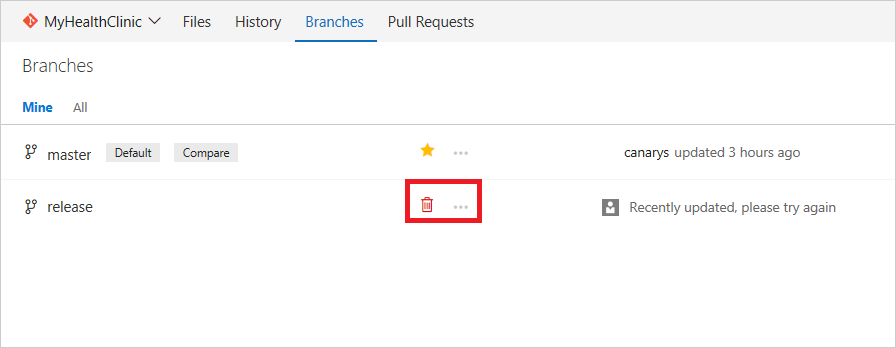 MyHealthClinic Files History Branches Pull Requests
Branches
Mine All
master Default Compare ... canarys updated 3 hours ago
release ... Recently updated, please try again